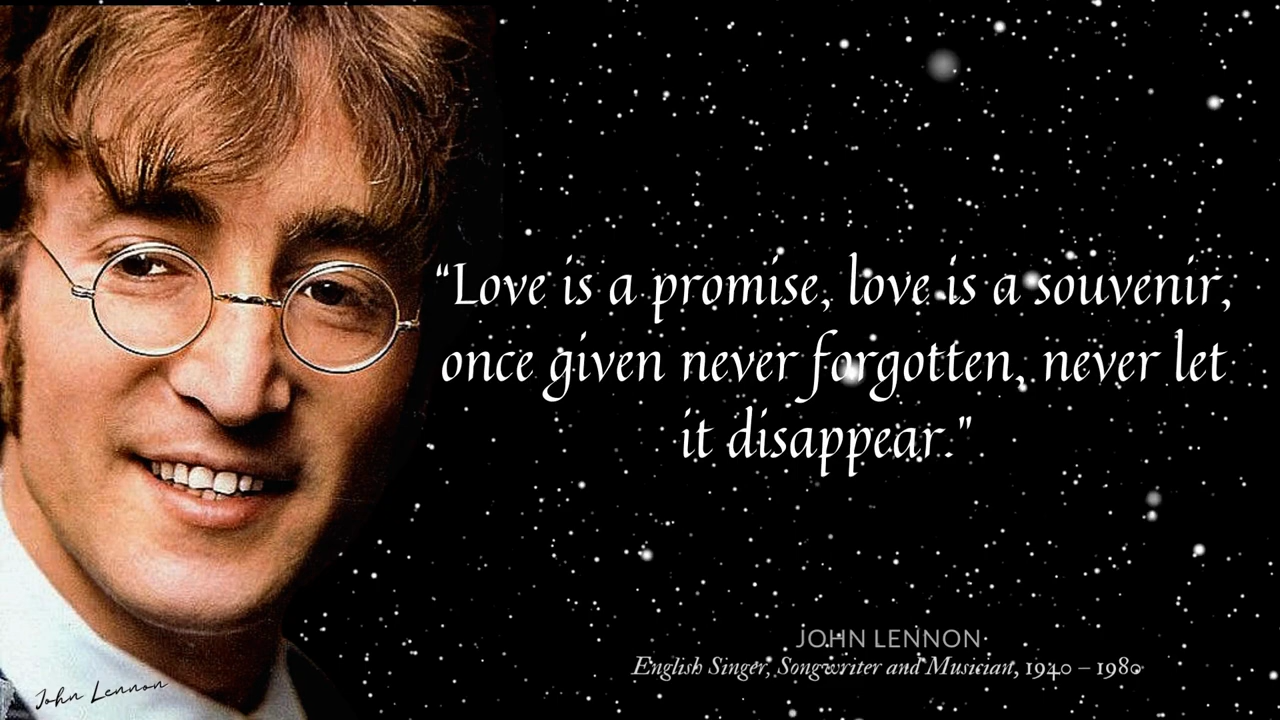 “Love is a promise, love is a souvenir,
once given never forgotten, never let
it disappear.”
JOHN LENNON
English Singer, Songwriter and Musician, 1940 – 1980
John Lennon